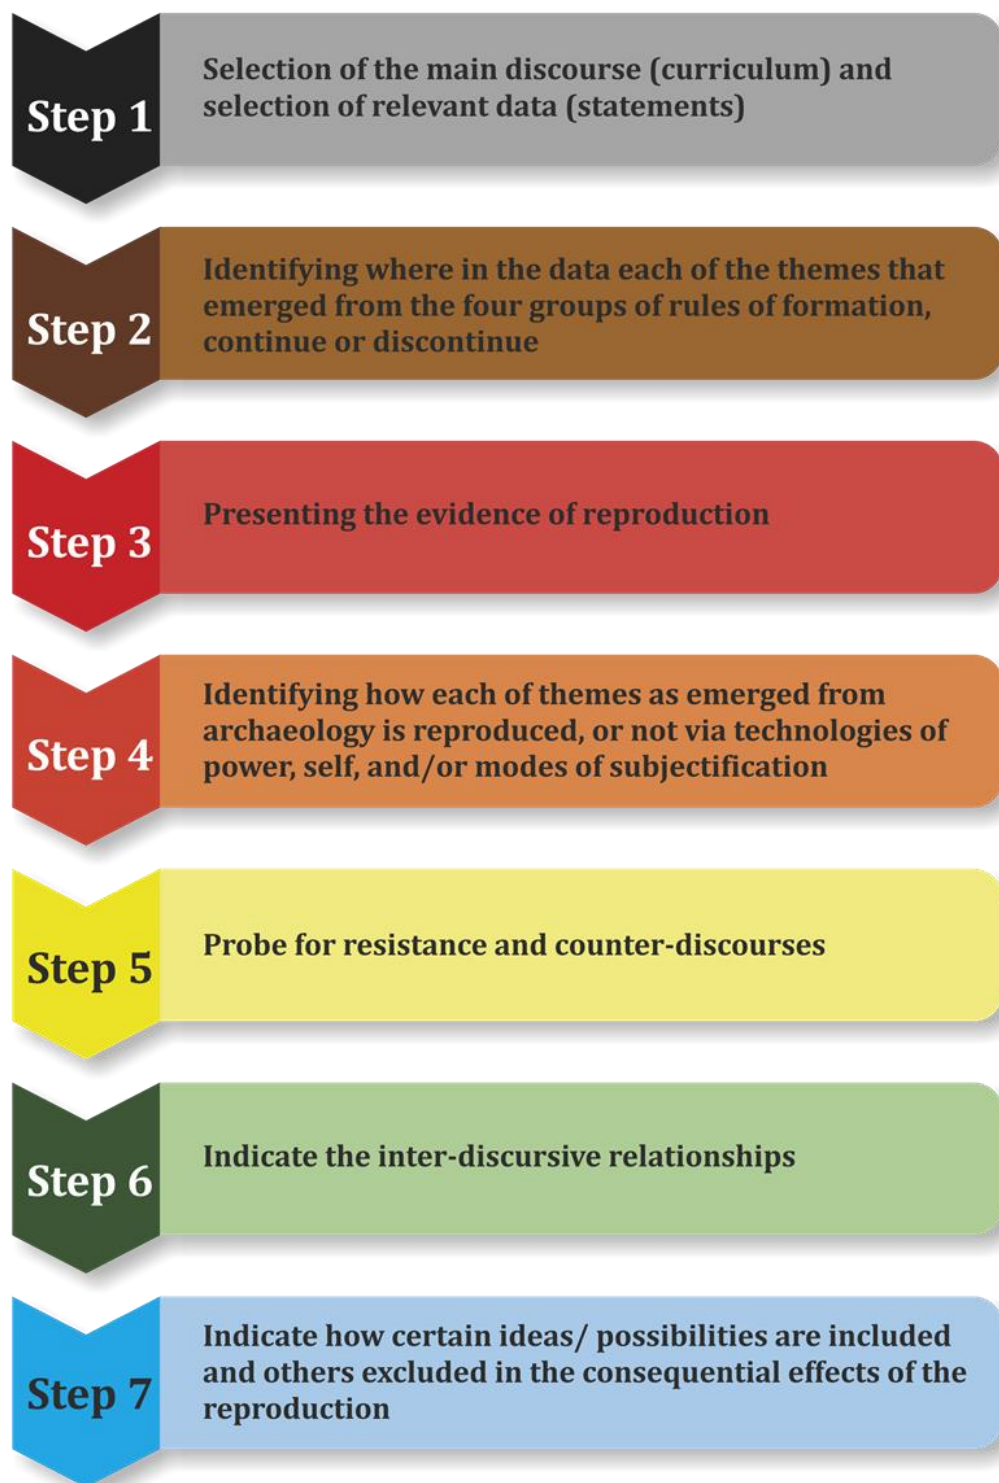 Step 1
Selection of the main discourse (curriculum) and
selection of relevant data (statements)
Step 2
Identifying where in the data each of the themes that
emerged from the four groups of rules of formation,
continue or discontinue
Step 3
Presenting the evidence of reproduction
Step 4
Identifying how each of themes as emerged from
archaeology is reproduced, or not via technologies of
power, self, and/or modes of subjectification
Step 5
Probe for resistance and counter-discourses
Step 6
Indicate the inter-discursive relationships
Step 7
Indicate how certain ideas/ possibilities are included
and others excluded in the consequential effects of the
reproduction